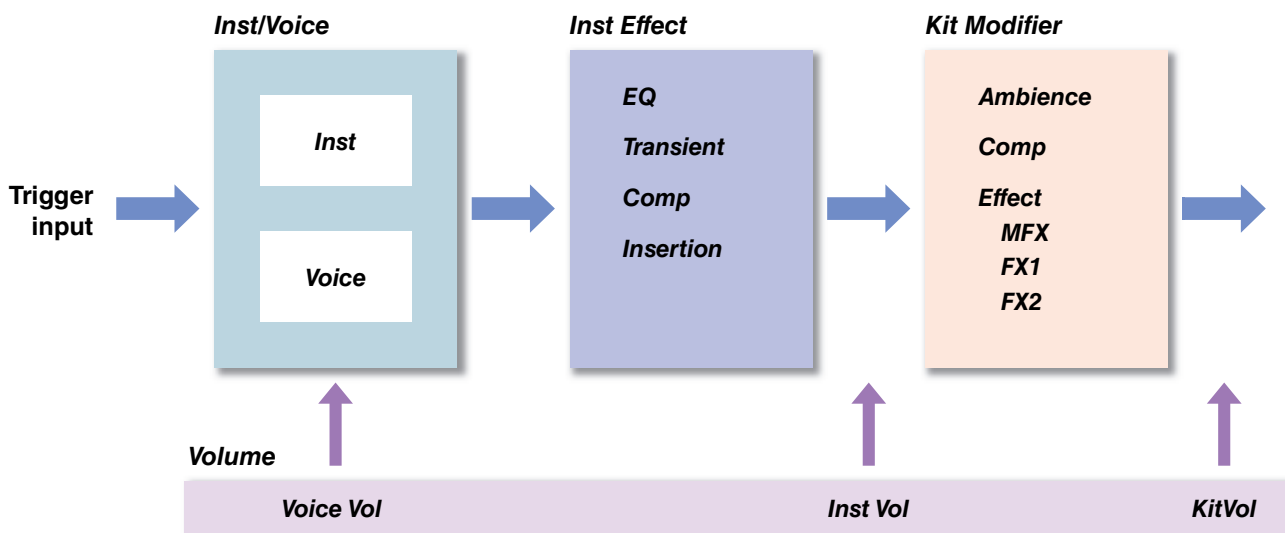 Inst/Voice
Inst Effect
Kit Modifier
Trigger
input
Inst
Voice
EQ
Transient
Comp
Insertion
Ambience
Comp
Effect
MFX
FX1
FX2
Volume
Voice Vol
Inst Vol
KitVol